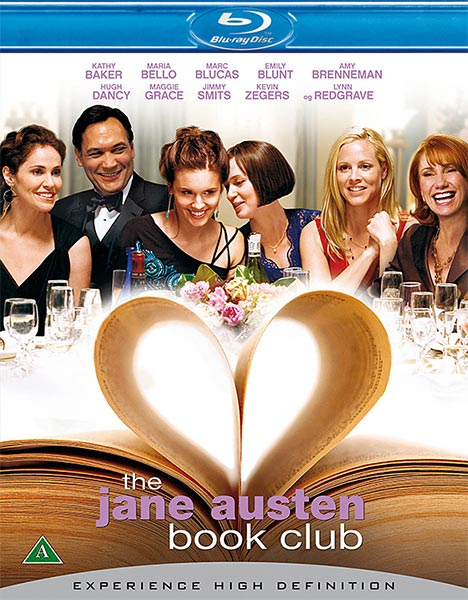 Blu-ray Disc
KATHY BAKER MARIA BELLO MARC BLUCAS EMILY BLUNT AMY BRENNEMAN
HUGH DANCY MAGGIE GRACE JIMMY SMITS KEVIN ZEGERS og LYNN REDGRAVE
the
jane austen
book club
A
EXPERIENCE HIGH DEFINITION